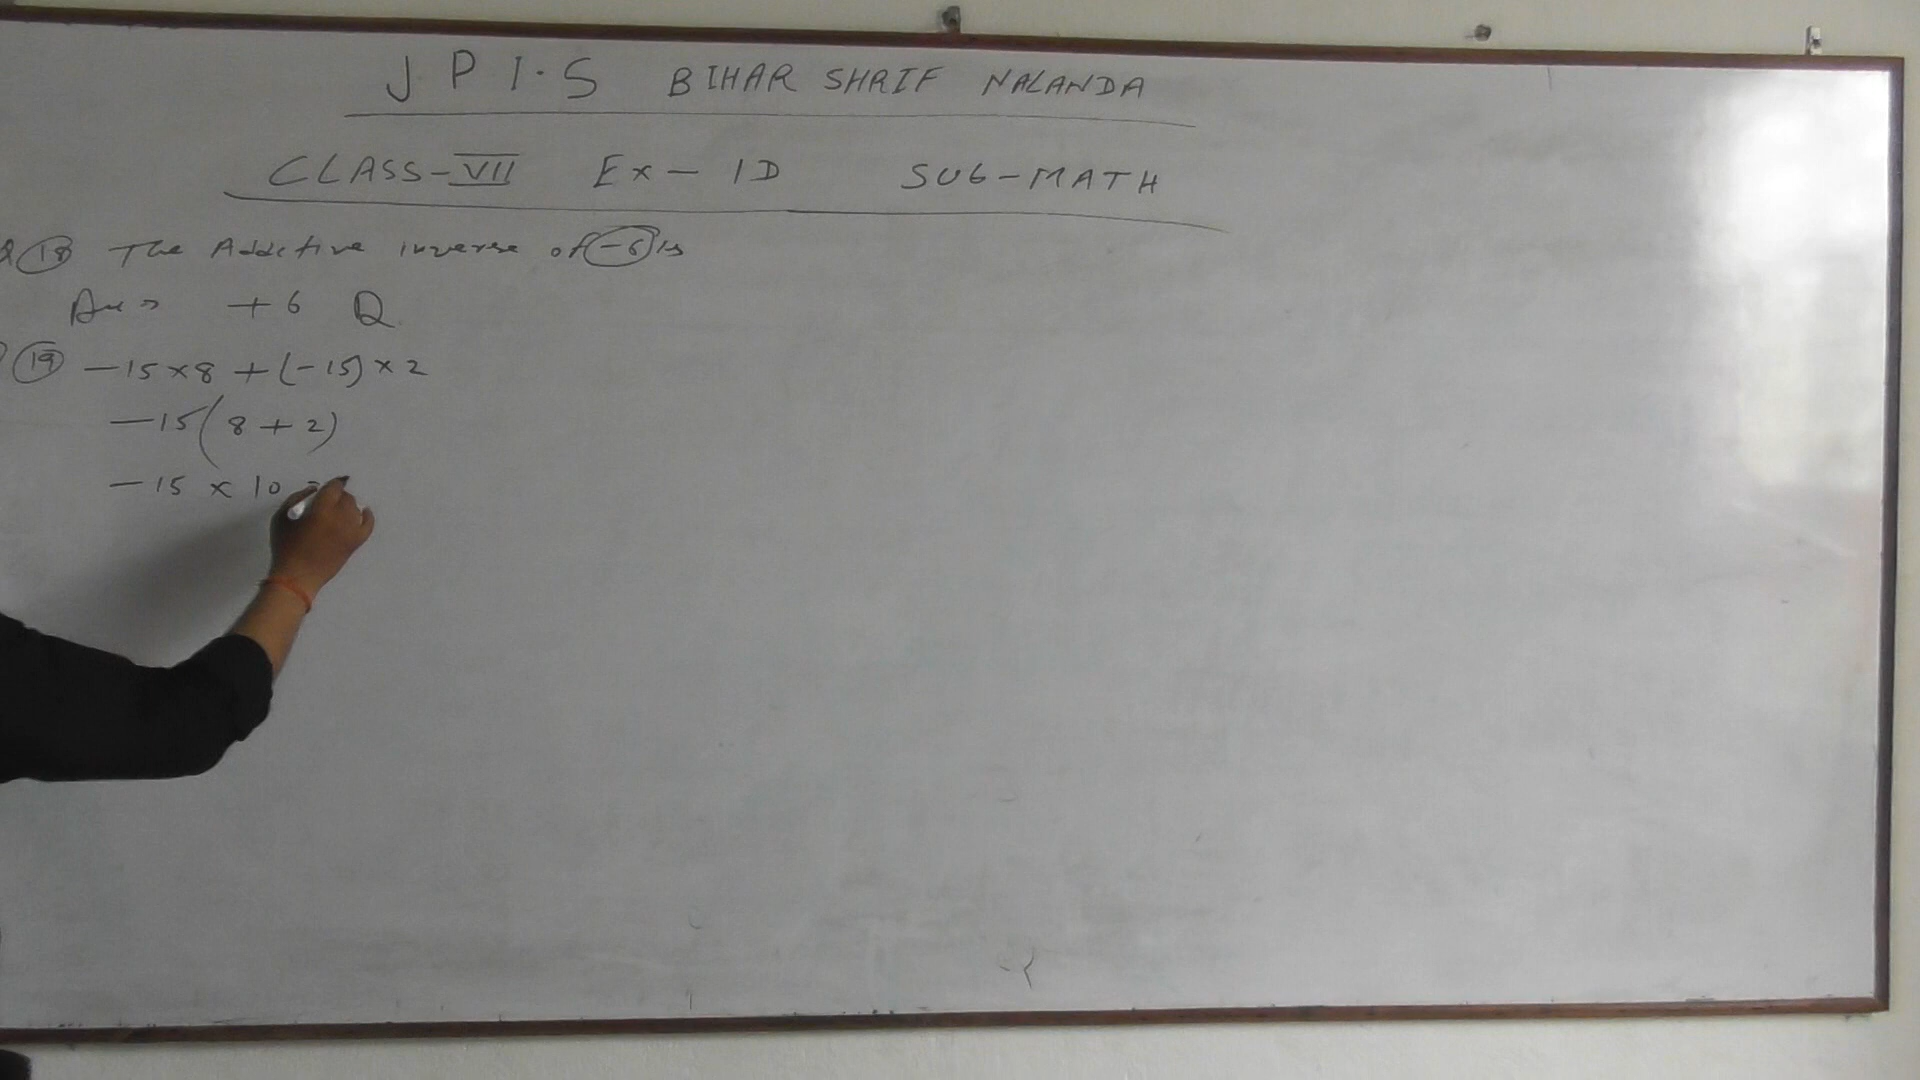 J P I. S BIHAR SHRIF NALANDA
CLASS-VII Ex- 1D SUB-MATH
Q 18 The Additive inverse of -6 is
Ans +6
19 -15×8 +(-15)×2
-15(8+2)
-15 × 10 =